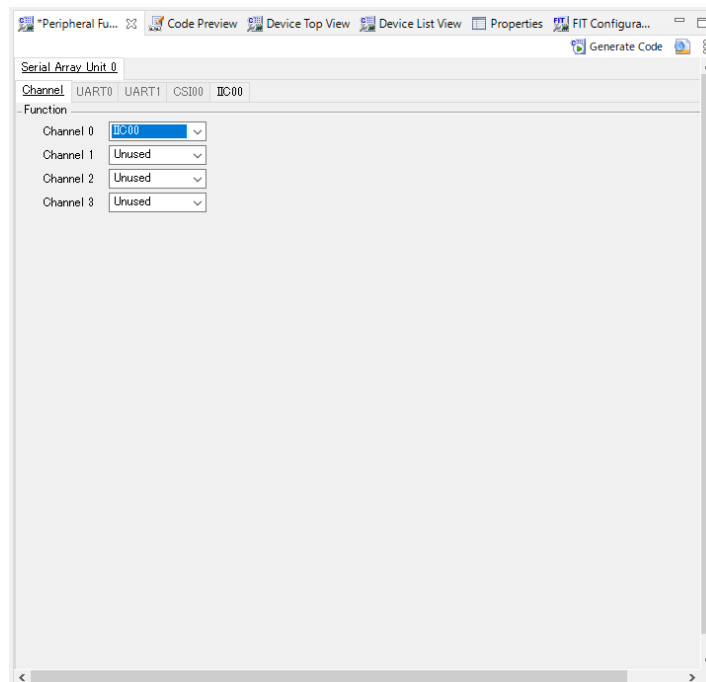 *Peripheral Fu... Code Preview Device Top View Device List View Properties FIT Configura...
Generate Code
Serial Array Unit 0
Channel UART0 UART1 CSI00 IIC00
Function
Channel 0 IIC00
Channel 1 Unused
Channel 2 Unused
Channel 3 Unused